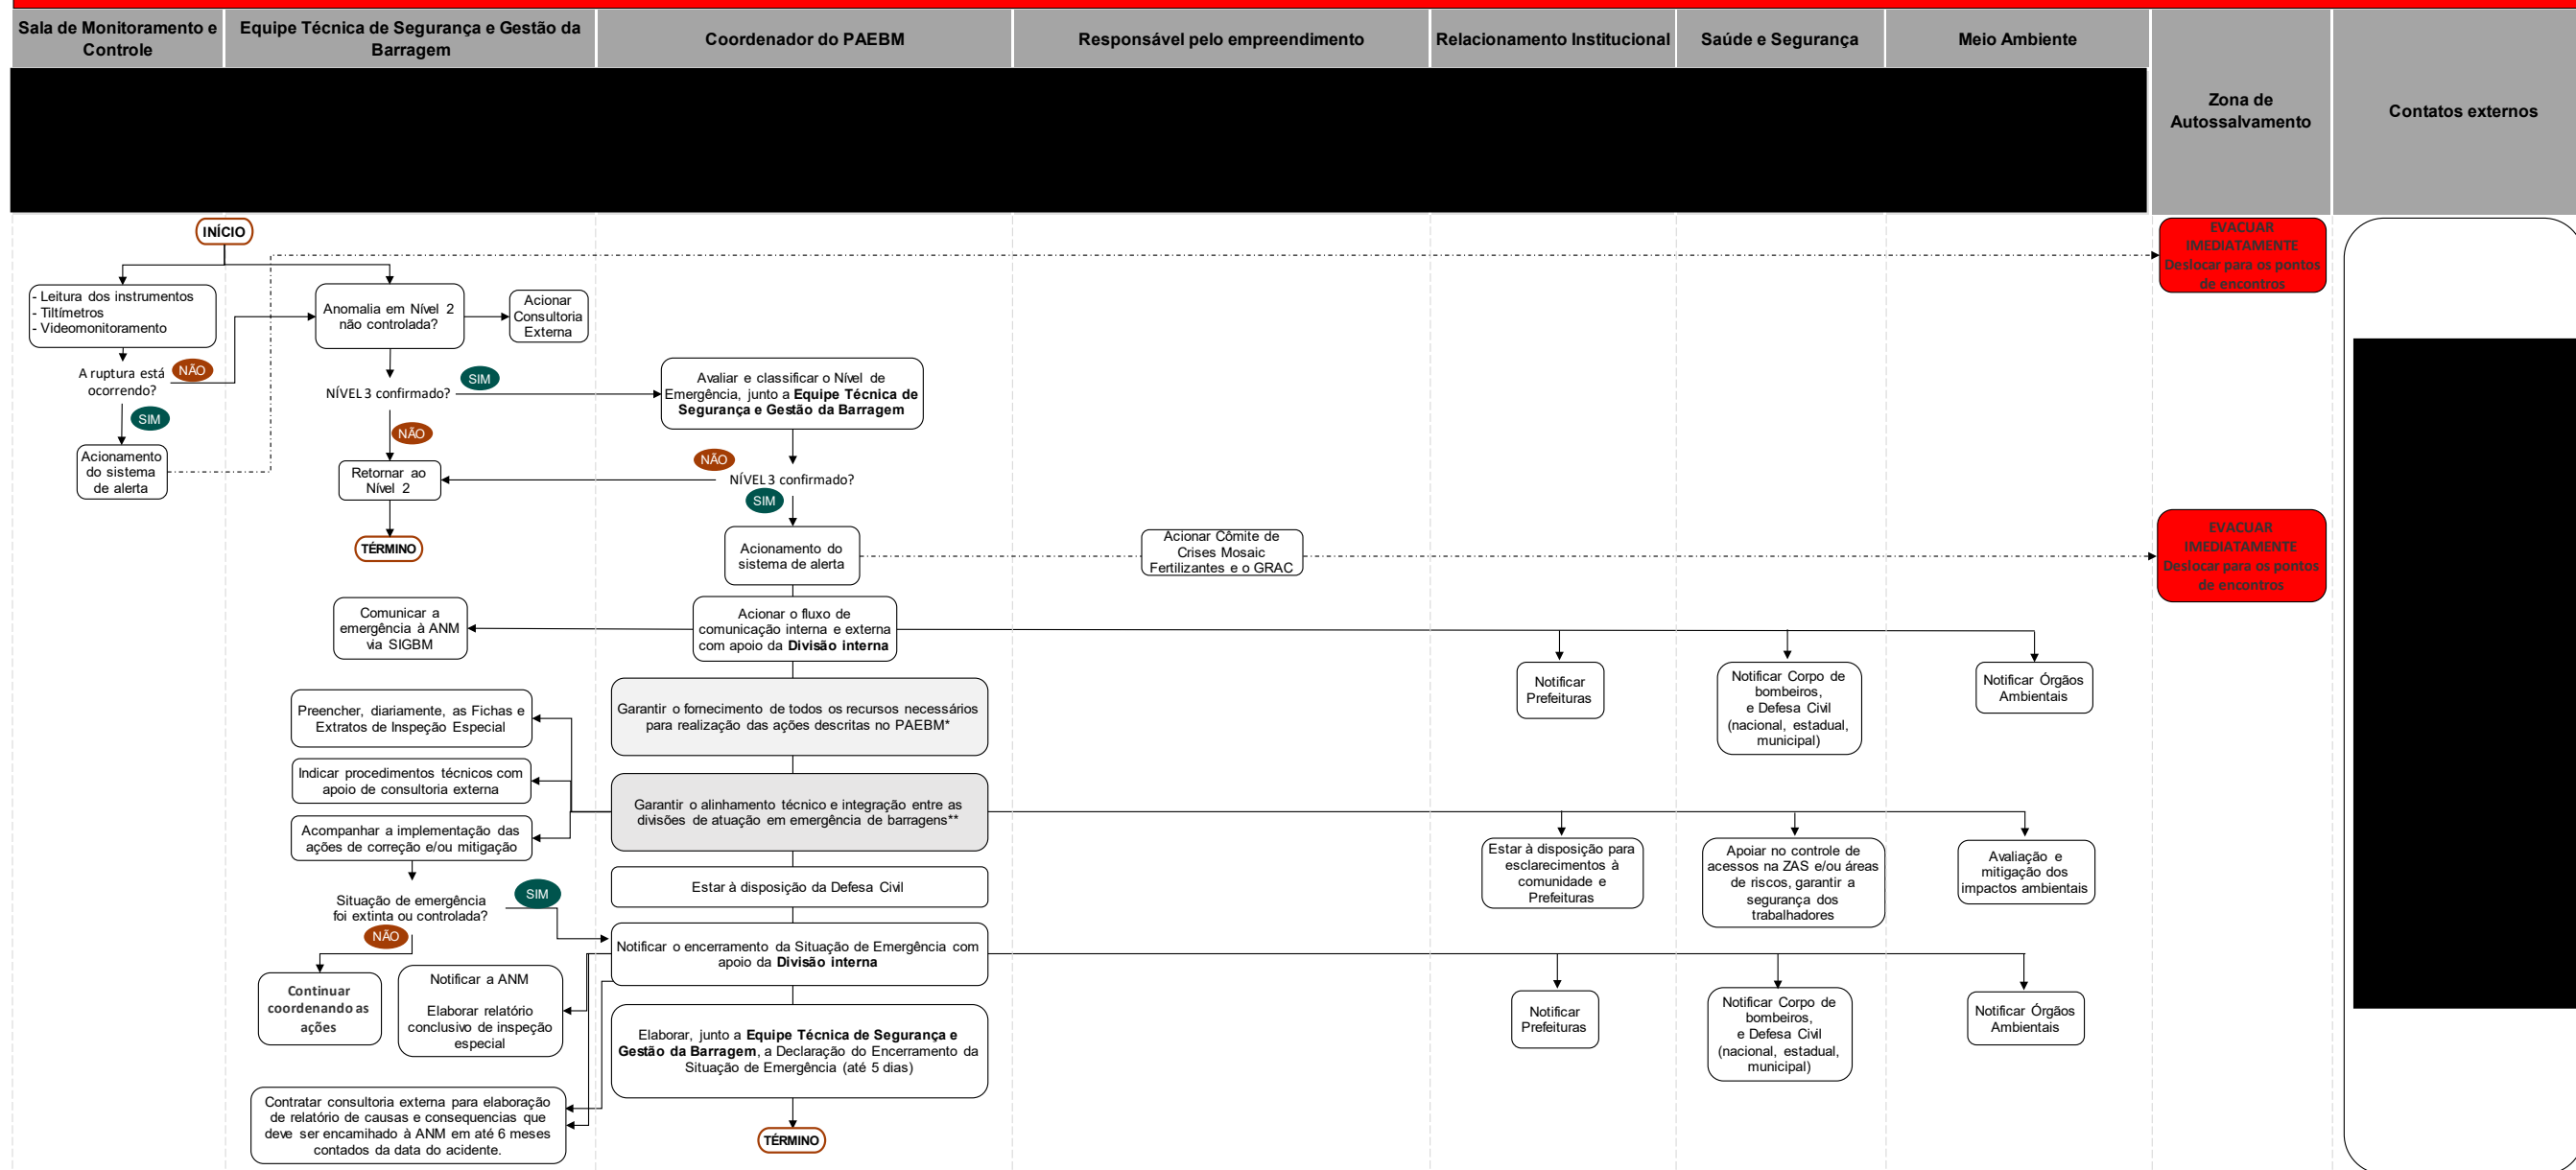 Sala de Monitoramento e
Controle
Equipe Técnica de Segurança e Gestão da
Barragem
Coordenador do PAEBM
Responsável pelo empreendimento
Relacionamento Institucional
Saúde e Segurança
Meio Ambiente
Zona de
Autossalvamento
Contatos externos
INÍCIO
EVACUAR
IMEDIATAMENTE
Deslocar para os pontos
de encontros
- Leitura dos instrumentos
- Tiltímetros
- Videomonitoramento
Anomalia em Nível 2
não controlada?
Acionar
Consultoria
Externa
A ruptura está
ocorrendo?
NÃO
SIM
NÍVEL 3 confirmado?
SIM
NÃO
Avaliar e classificar o Nível de
Emergência, junto a Equipe Técnica de
Segurança e Gestão da Barragem
Acionamento
do sistema
de alerta
Retornar ao
Nível 2
NÃO
NÍVEL 3 confirmado?
SIM
TÉRMINO
Acionamento do
sistema de alerta
Acionar Cômite de
Crises Mosaic
Fertilizantes e o GRAC
EVACUAR
IMEDIATAMENTE
Deslocar para os pontos
de encontros
Comunicar a
emergência à ANM
via SIGBM
Acionar o fluxo de
comunicação interna e externa
com apoio da Divisão interna
Notificar
Prefeituras
Notificar Corpo de
bombeiros,
e Defesa Civil
(nacional, estadual,
municipal)
Notificar Órgãos
Ambientais
Preencher, diariamente, as Fichas e
Extratos de Inspeção Especial
Garantir o fornecimento de todos os recursos necessários
para realização das ações descritas no PAEBM*
Indicar procedimentos técnicos com
apoio de consultoria externa
Garantir o alinhamento técnico e integração entre as
divisões de atuação em emergência de barragens**
Acompanhar a implementação das
ações de correção e/ou mitigação
Estar à disposição para
esclarecimentos à
comunidade e
Prefeituras
Apoiar no controle de
acessos na ZAS e/ou áreas
de riscos, garantir a
segurança dos
trabalhadores
Avaliação e
mitigação dos
impactos ambientais
Estar à disposição da Defesa Civil
Situação de emergência
foi extinta ou controlada?
SIM
NÃO
Notificar o encerramento da Situação de Emergência com
apoio da Divisão interna
Continuar
coordenando as
ações
Notificar a ANM
Elaborar relatório
conclusivo de inspeção
especial
Notificar
Prefeituras
Notificar Corpo de
bombeiros,
e Defesa Civil
(nacional, estadual,
municipal)
Notificar Órgãos
Ambientais
Elaborar, junto a Equipe Técnica de Segurança e
Gestão da Barragem, a Declaração do Encerramento da
Situação de Emergência (até 5 dias)
Contratar consultoria externa para elaboração
de relatório de causas e consequencias que
deve ser encamihado à ANM em até 6 meses
contados da data do acidente.
TÉRMINO